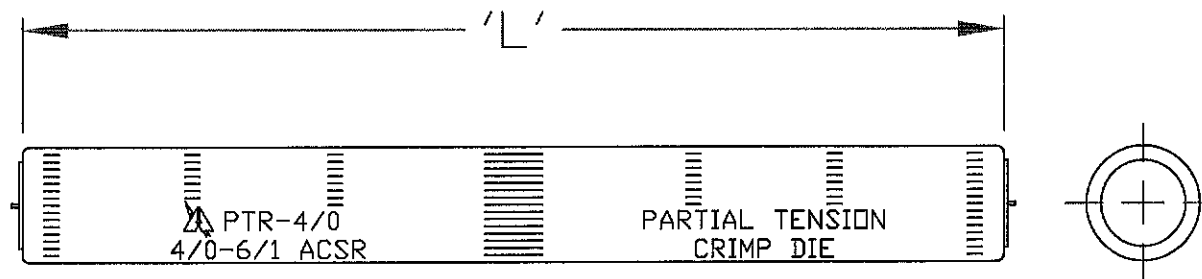 'L'
PTR-4/0
4/0-6/1 ACSR
PARTIAL TENSION
CRIMP DIE